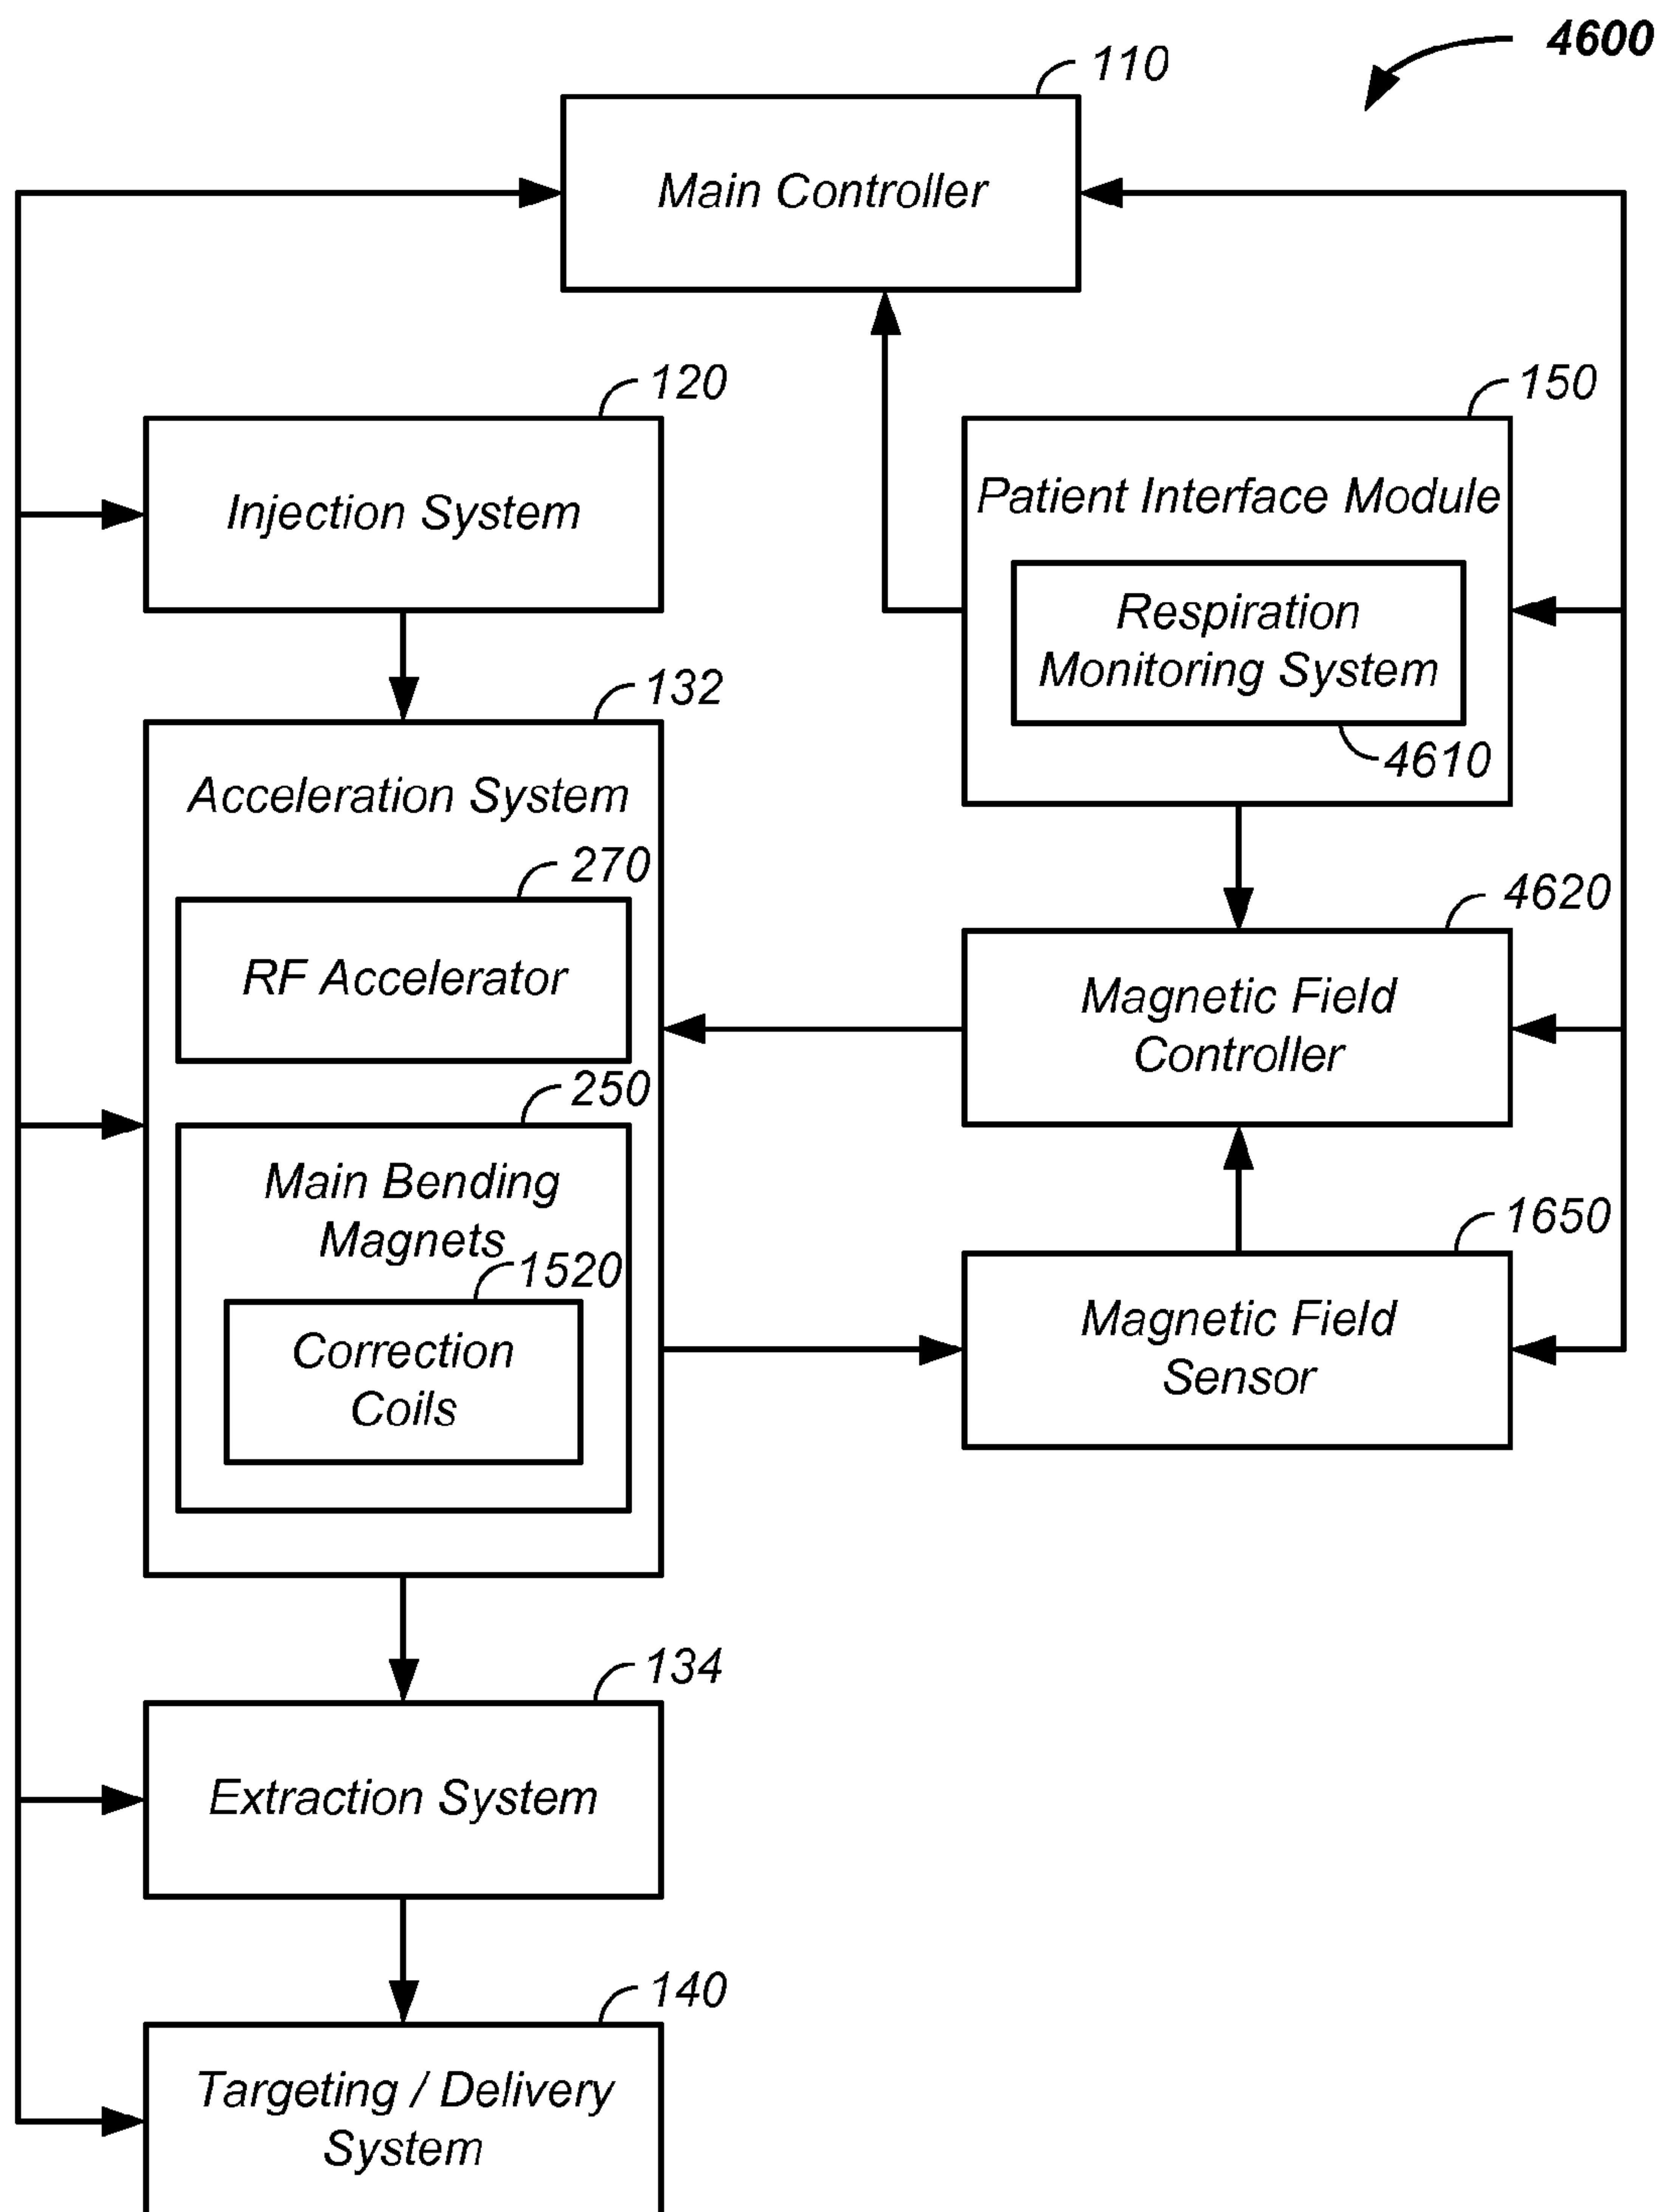 4600
110
Main Controller
120
Injection System
150
Patient Interface Module
Respiration
Monitoring System
4610
132
Acceleration System
270
RF Accelerator
250
Main Bending
Magnets
1520
Correction
Coils
4620
Magnetic Field
Controller
1650
Magnetic Field
Sensor
134
Extraction System
140
Targeting / Delivery
System